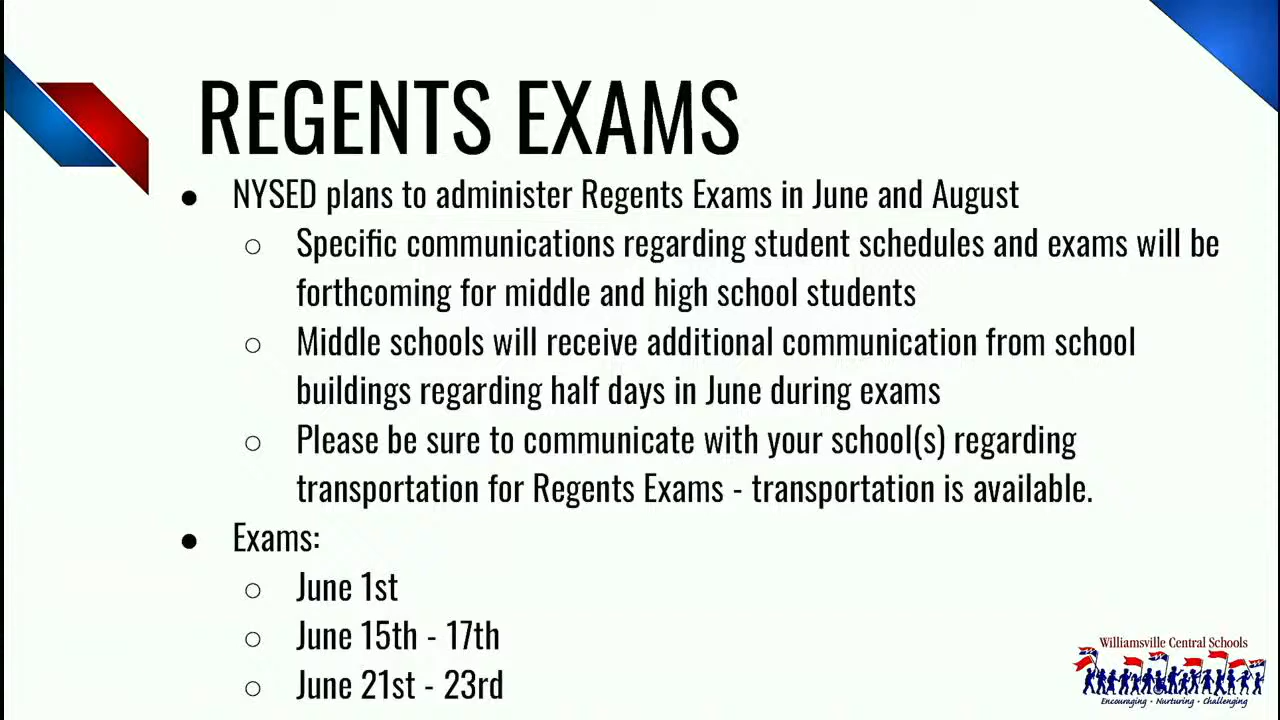 REGENTS EXAMS
● NYSED plans to administer Regents Exams in June and August
○ Specific communications regarding student schedules and exams will be
forthcoming for middle and high school students
○ Middle schools will receive additional communication from school
buildings regarding half days in June during exams
○ Please be sure to communicate with your school(s) regarding
transportation for Regents Exams - transportation is available.
● Exams:
○ June 1st
○ June 15th - 17th
○ June 21st - 23rd
Williamsville Central Schools
Encouraging • Nurturing • Challenging